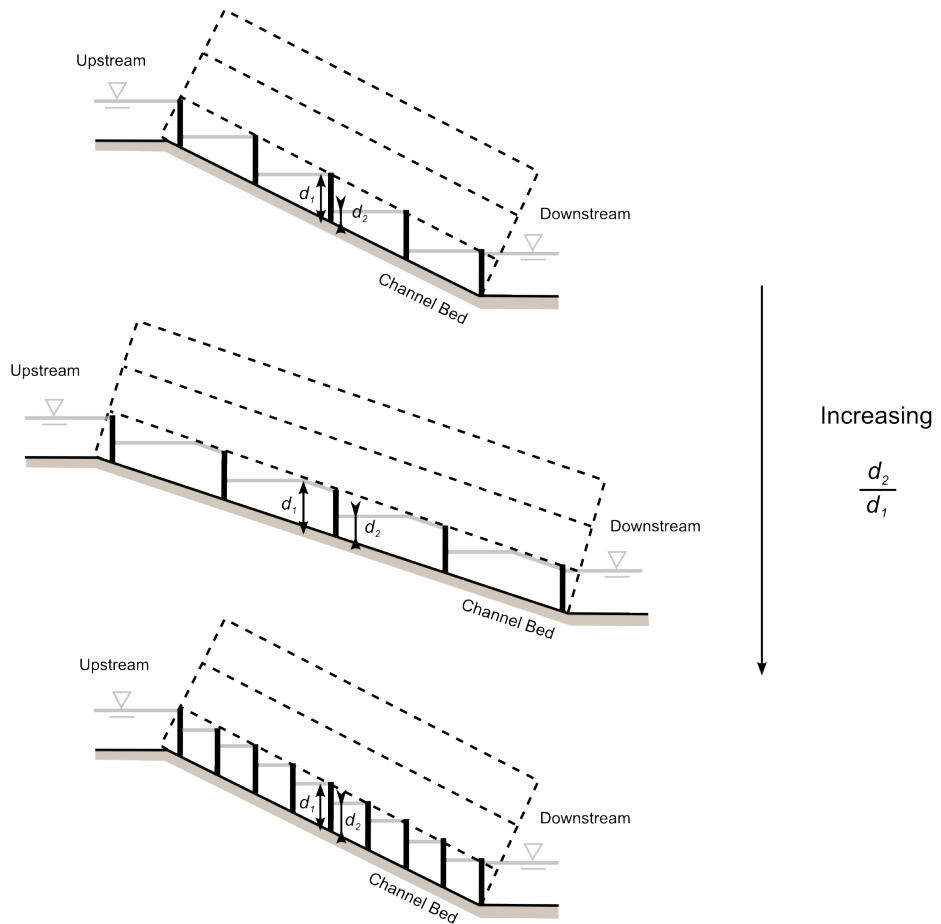 Upstream
d1
d2
Downstream
Channel Bed
Upstream
d1
d2
Downstream
Channel Bed
Increasing
d2
d1
Upstream
d1
d2
Downstream
Channel Bed